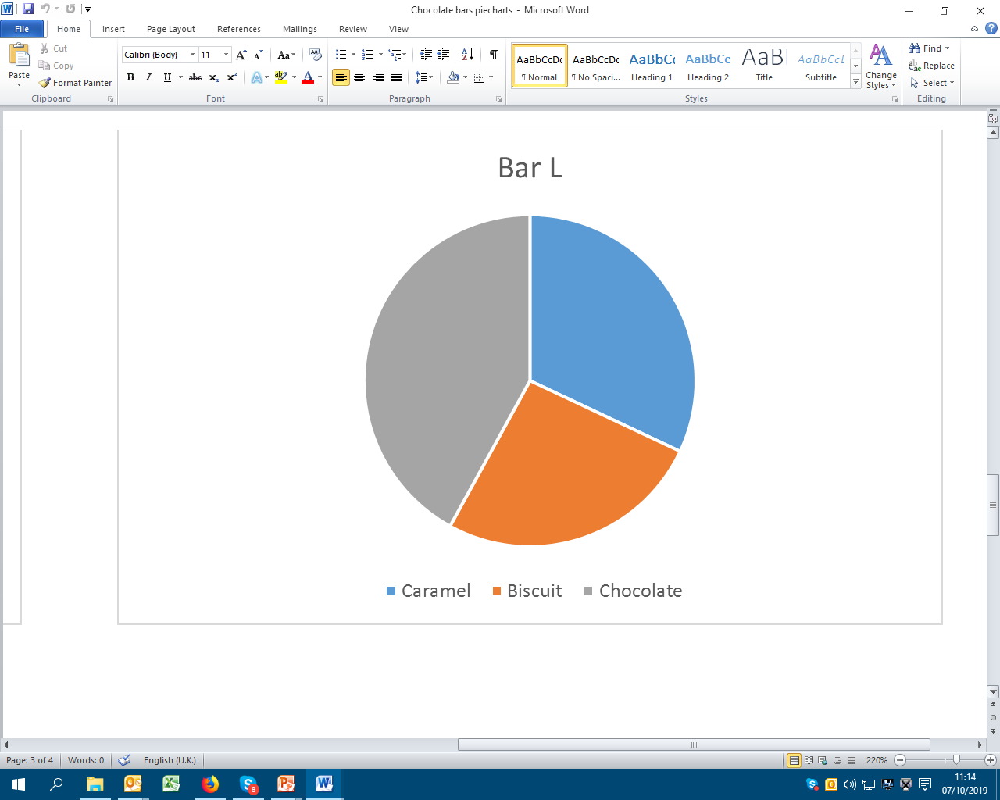 Chocolate bars piecharts - Microsoft Word
File Home Insert Page Layout References Mailings Review View
Paste
Cut
Copy
Format Painter
Clipboard
Calibri (Body) 11
Font
Paragraph
AaBbCcDc AaBbCcDc AaBbCc AaBbCc AaBl AaBbCcL
¶ Normal ¶ No Spaci... Heading 1 Heading 2 Title Subtitle
Change Styles
Styles
Find
Replace
Select
Editing
Bar L
Caramel Biscuit Chocolate
Page: 3 of 4 Words: 0 English (U.K.) 220%
8
11:14
07/10/2019